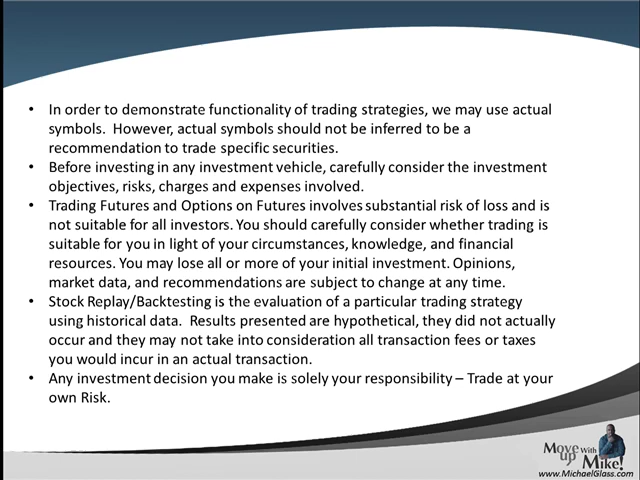 • In order to demonstrate functionality of trading strategies, we may use actual
symbols.  However, actual symbols should not be inferred to be a
recommendation to trade specific securities.
• Before investing in any investment vehicle, carefully consider the investment
objectives, risks, charges and expenses involved.
• Trading Futures and Options on Futures involves substantial risk of loss and is
not suitable for all investors. You should carefully consider whether trading is
suitable for you in light of your circumstances, knowledge, and financial
resources. You may lose all or more of your initial investment. Opinions,
market data, and recommendations are subject to change at any time.
• Stock Replay/Backtesting is the evaluation of a particular trading strategy
using historical data.  Results presented are hypothetical, they did not actually
occur and they may not take into consideration all transaction fees or taxes
you would incur in an actual transaction.
• Any investment decision you make is solely your responsibility – Trade at your
own Risk.
Move up With Mike!
www.MichaelGlass.com